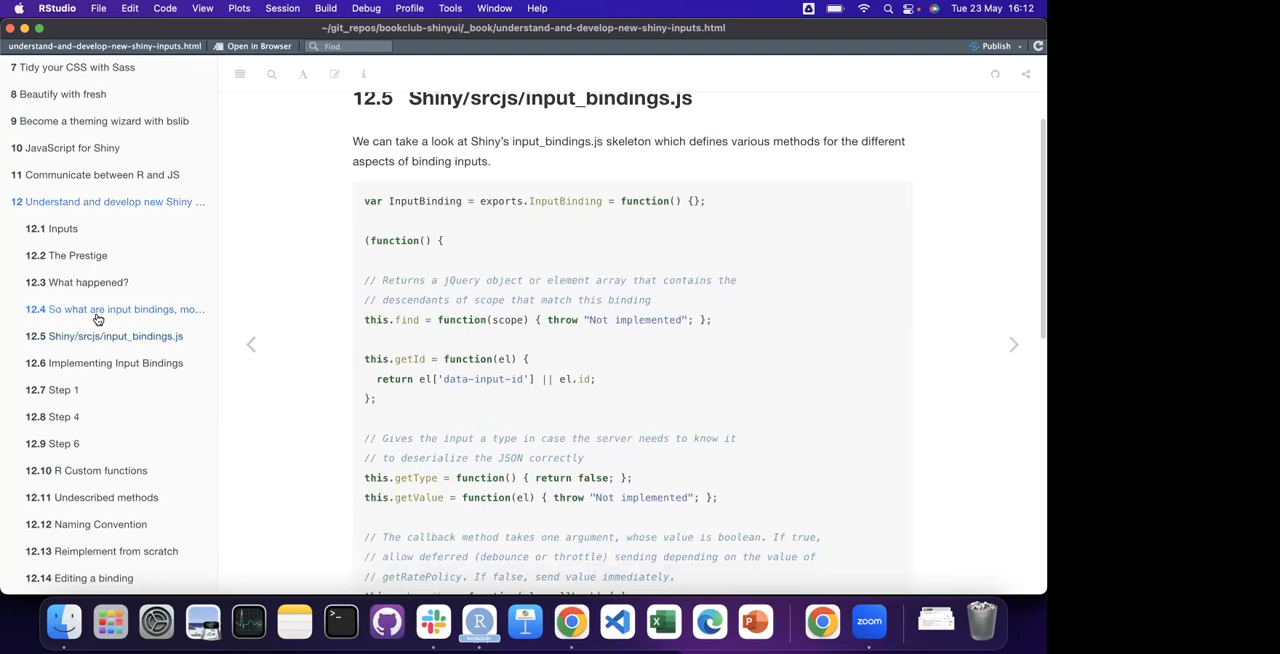 RStudio File Edit Code View Plots Session Build Debug Profile Tools Window Help Tue 23 May 16:12
~/git_repos/bookclub-shinyui/_book/understand-and-develop-new-shiny-inputs.html
understand-and-develop-new-shiny-inputs.html Open in Browser Find Publish
7 Tidy your CSS with Sass
8 Beautify with fresh
9 Become a theming wizard with bslib
10 JavaScript for Shiny
11 Communicate between R and JS
12 Understand and develop new Shiny ...
12.1 Inputs
12.2 The Prestige
12.3 What happened?
12.4 So what are input bindings, mo...
12.5 Shiny/srcjs/input_bindings.js
12.6 Implementing Input Bindings
12.7 Step 1
12.8 Step 4
12.9 Step 6
12.10 R Custom functions
12.11 Undescribed methods
12.12 Naming Convention
12.13 Reimplement from scratch
12.14 Editing a binding
12.5 Shiny/srcjs/input_bindings.js
We can take a look at Shiny's input_bindings.js skeleton which defines various methods for the different
aspects of binding inputs.
var InputBinding = exports.InputBinding = function() {};
(function() {
// Returns a jQuery object or element array that contains the
// descendants of scope that match this binding
this.find = function(scope) { throw "Not implemented"; };
this.getId = function(el) {
return el['data-input-id'] || el.id;
};
// Gives the input a type in case the server needs to know it
// to deserialize the JSON correctly
this.getType = function() { return false; };
this.getValue = function(el) { throw "Not implemented"; };
// The callback method takes one argument, whose value is boolean. If true,
// allow deferred (debounce or throttle) sending depending on the value of
// getRatePolicy. If false, send value immediately.
zoom